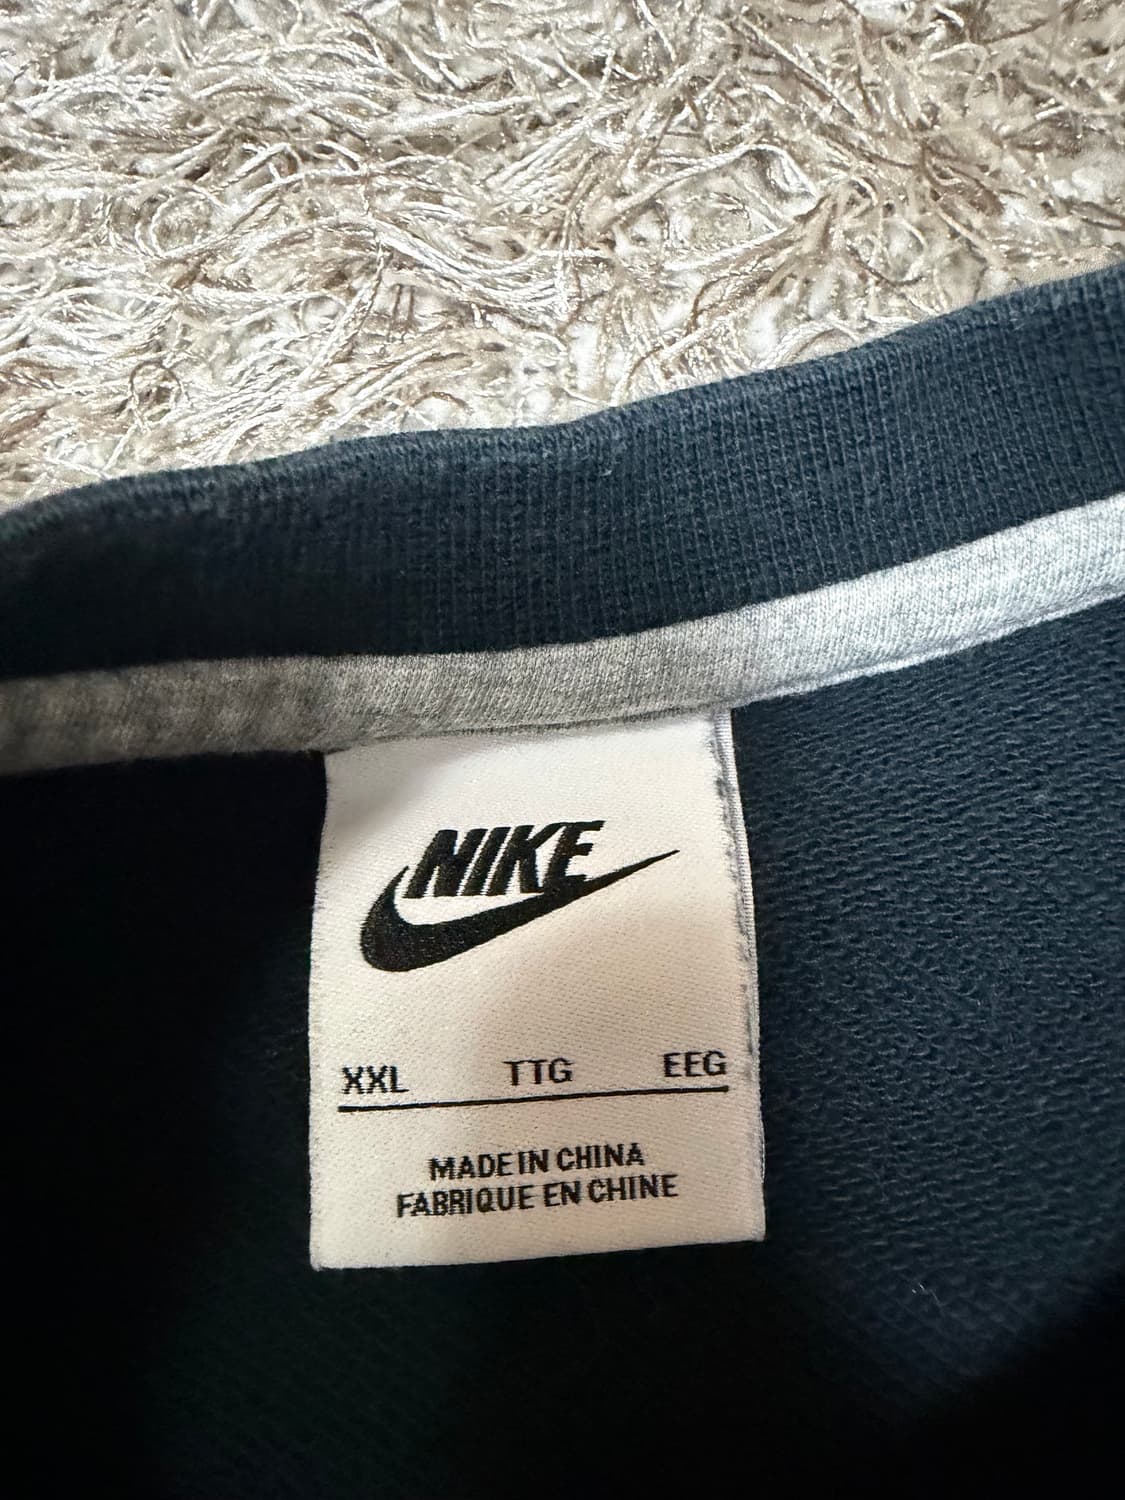 NIKE
XXL TTG EEG
MADE IN CHINA
FABRIQUE EN CHINE